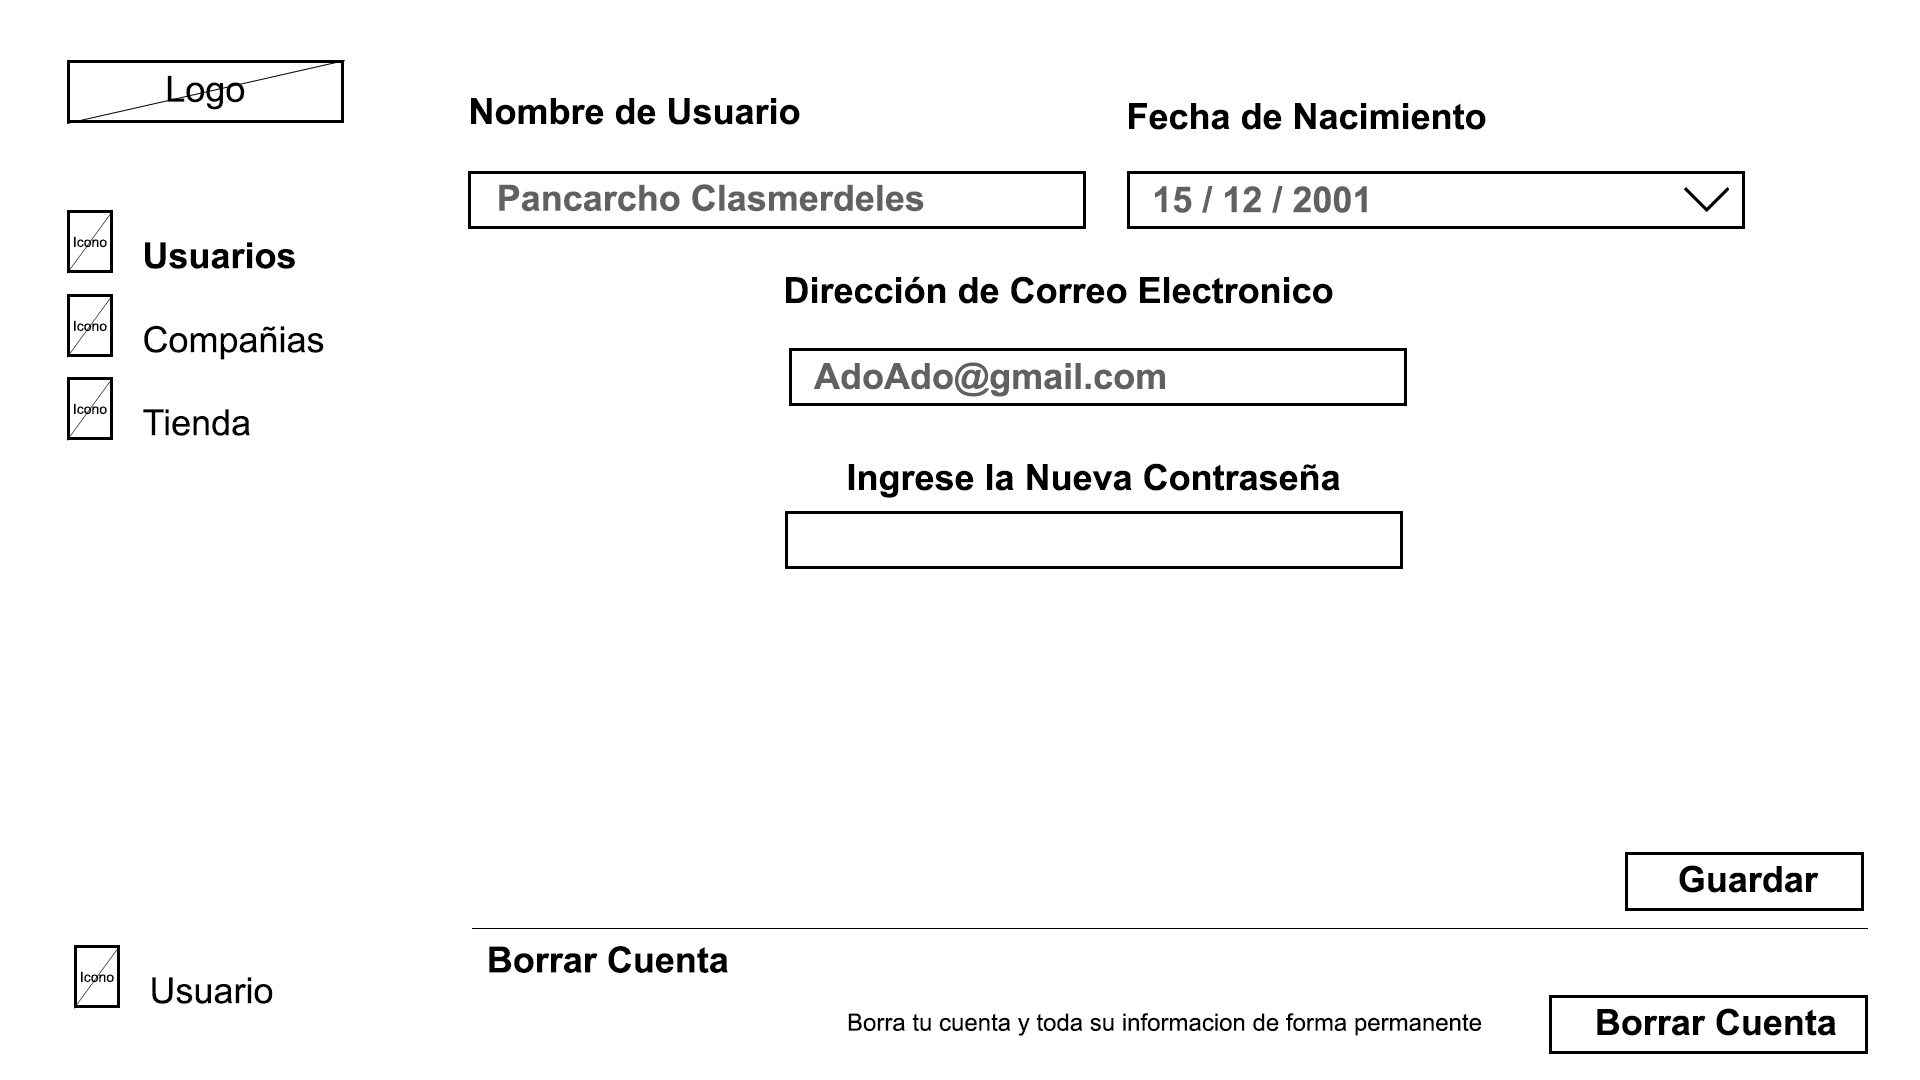 Logo
Icono
Usuarios
Icono
Compañias
Icono
Tienda
Icono
Usuario
Nombre de Usuario
Pancarcho Clasmerdeles
Fecha de Nacimiento
15 / 12 / 2001
Dirección de Correo Electronico
AdoAdo@gmail.com
Ingrese la Nueva Contraseña
Guardar
Borrar Cuenta
Borra tu cuenta y toda su informacion de forma permanente
Borrar Cuenta